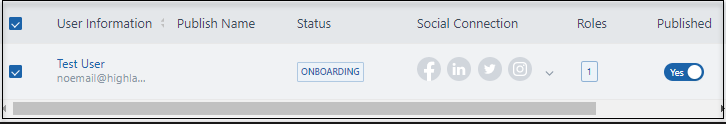 User Information Publish Name Status Social Connection Roles Published
Test User ONBOARDING 1 Yes
noemail@highla...